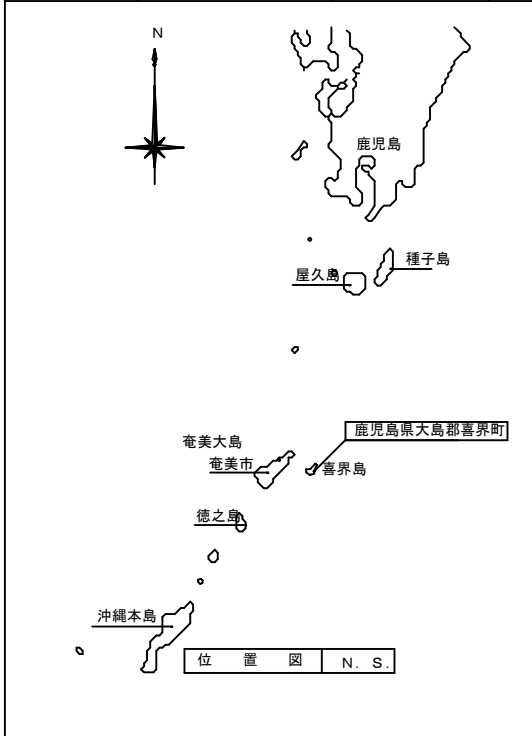 N
鹿児島
種子島
屋久島
鹿児島県大島郡喜界町
奄美大島
奄美市
喜界島
徳之島
沖縄本島
位 置 図 N. S.